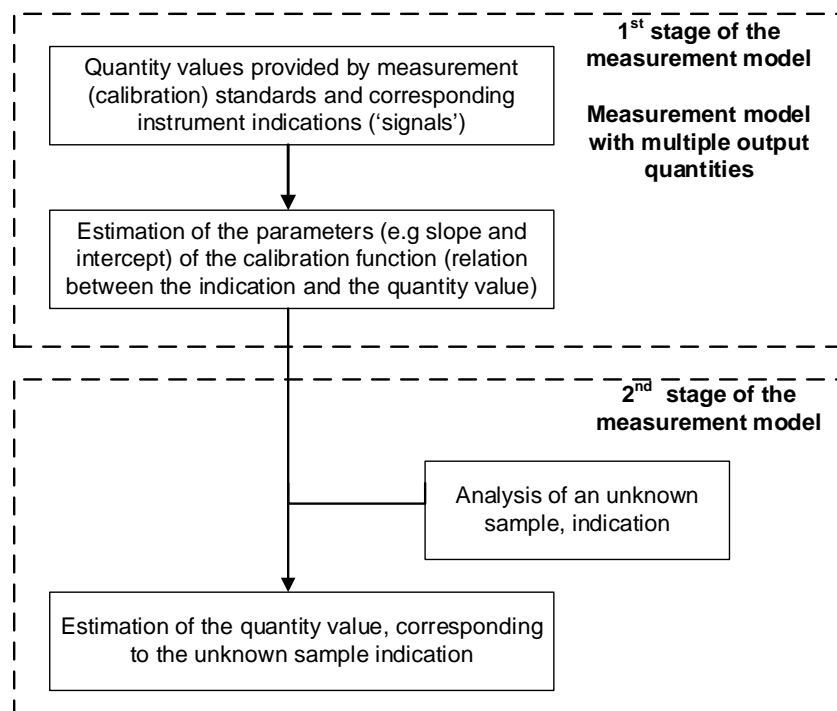 1st stage of the
measurement model
Measurement model
with multiple output
quantities
Quantity values provided by measurement
(calibration) standards and corresponding
instrument indications (‘signals’)
Estimation of the parameters (e.g slope and
intercept) of the calibration function (relation
between the indication and the quantity value)
2nd stage of the
measurement model
Analysis of an unknown
sample, indication
Estimation of the quantity value, corresponding
to the unknown sample indication